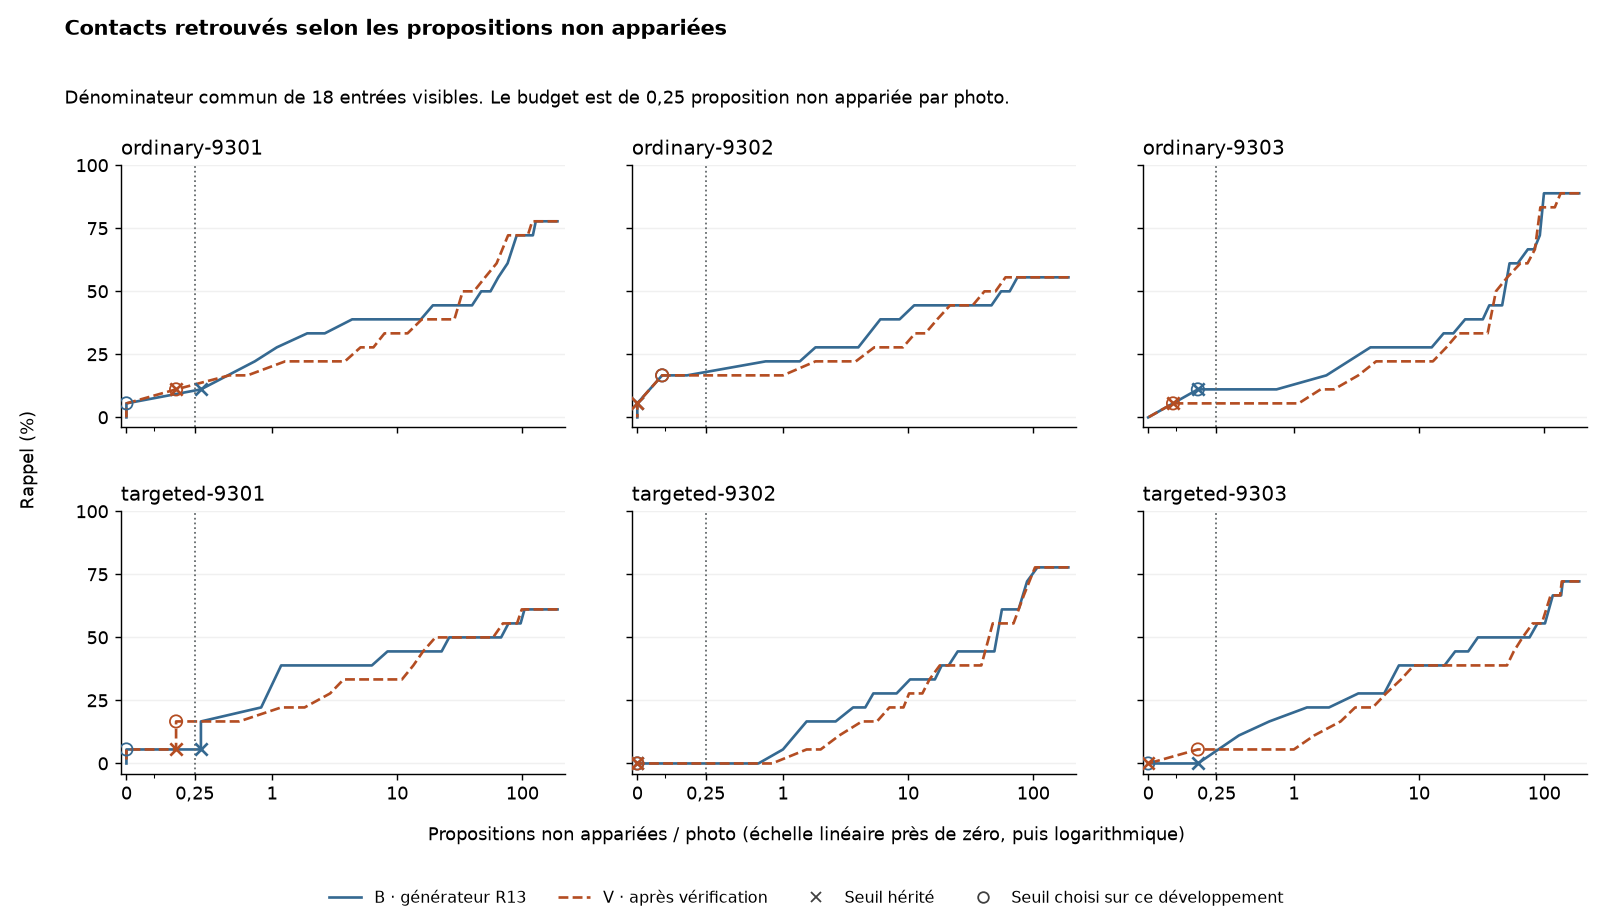 Contacts retrouvés selon les propositions non appariées
Dénominateur commun de 18 entrées visibles. Le budget est de 0,25 proposition non appariée par photo.
ordinary-9301
ordinary-9302
ordinary-9303
100
75
50
25
0
targeted-9301
targeted-9302
targeted-9303
100
75
50
25
0
Rappel (%)
0 0,25 1 10 100
0 0,25 1 10 100
0 0,25 1 10 100
Propositions non appariées / photo (échelle linéaire près de zéro, puis logarithmique)
B · générateur R13
V · après vérification
Seuil hérité
Seuil choisi sur ce développement